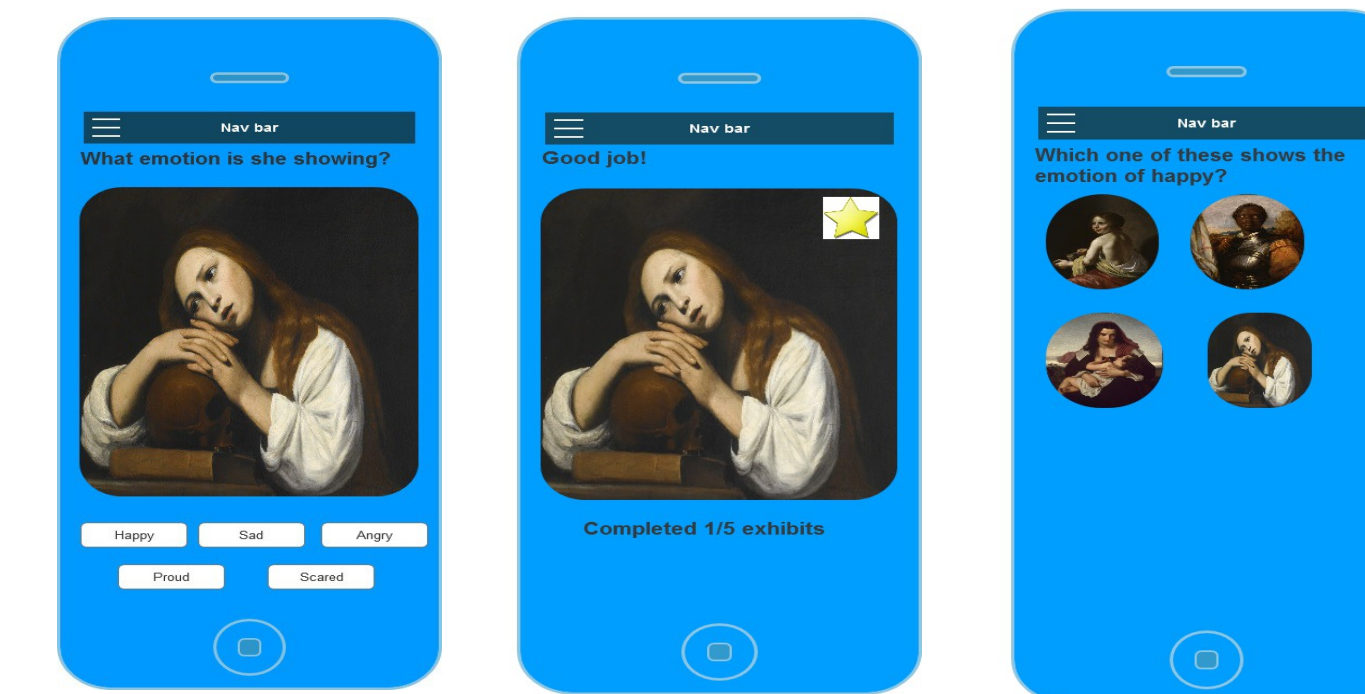 Nav bar
What emotion is she showing?
Happy Sad Angry
Proud Scared
Nav bar
Good job!
Completed 1/5 exhibits
Nav bar
Which one of these shows the
emotion of happy?